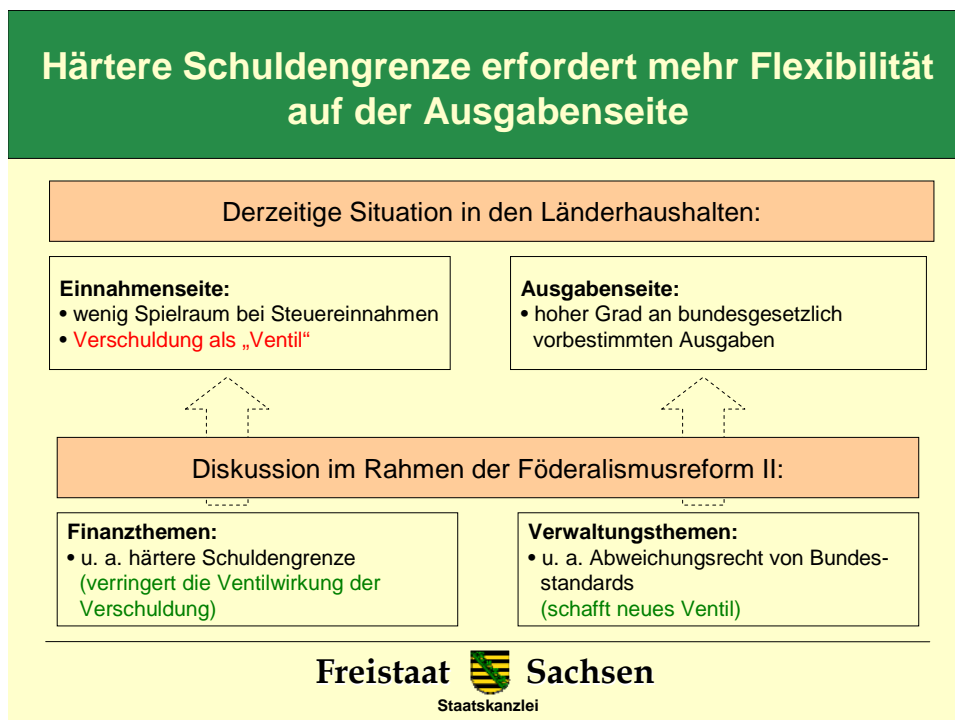 Härtere Schuldengrenze erfordert mehr Flexibilität
auf der Ausgabenseite
Derzeitige Situation in den Länderhaushalten:
Einnahmenseite:
• wenig Spielraum bei Steuereinnahmen
• Verschuldung als „Ventil“
Ausgabenseite:
• hoher Grad an bundesgesetzlich
vorbestimmten Ausgaben
Diskussion im Rahmen der Föderalismusreform II:
Finanzthemen:
• u. a. härtere Schuldengrenze
(verringert die Ventilwirkung der
Verschuldung)
Verwaltungsthemen:
• u. a. Abweichungsrecht von Bundes-
standards
(schafft neues Ventil)
Freistaat Sachsen
Staatskanzlei